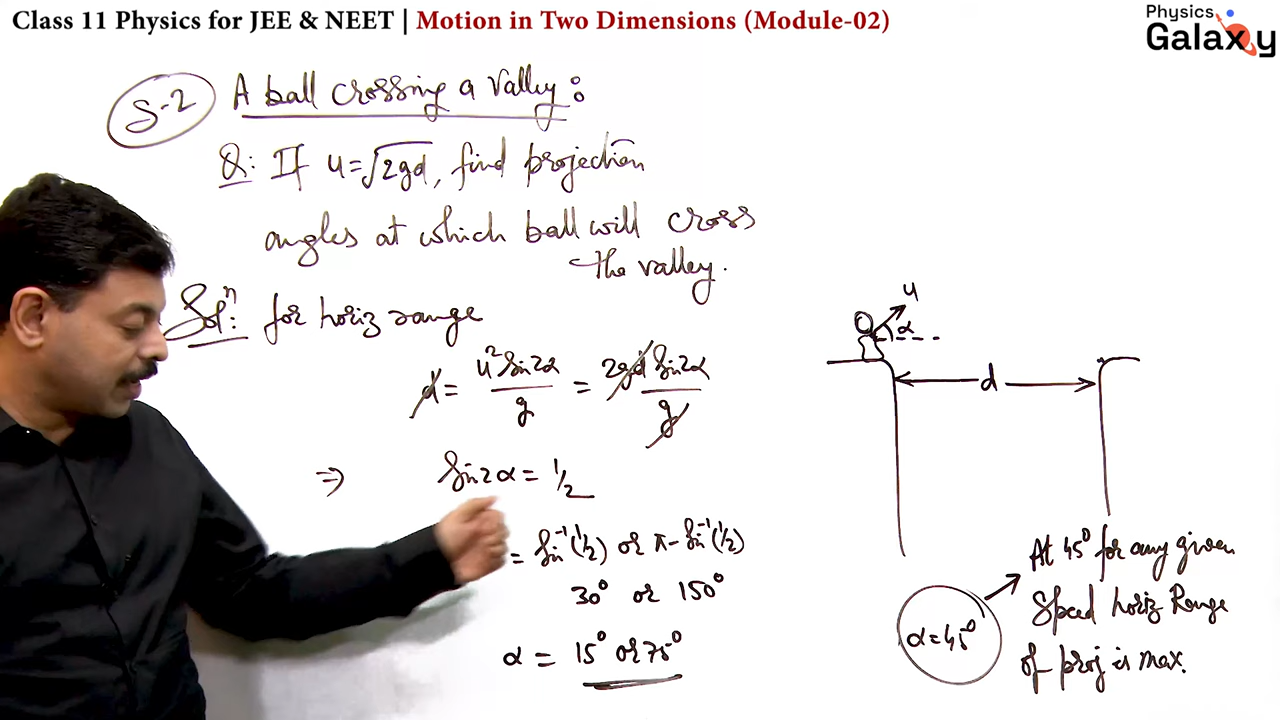 Class 11 Physics for JEE & NEET | Motion in Two Dimensions (Module-02)
Physics
Galaxy
S-2 A ball crossing a valley:
Q: If u=√2gd, find projection
angles at which ball will cross
the valley.
Solⁿ: for horiz range
d = u²sin2α/g = 2gd sin2α/g
⇒ sin2α = 1/2
= sin⁻¹(1/2) or π-sin⁻¹(1/2)
30° or 150°
α = 15° or 75°
u
α
d
α=45°
At 45° for any given
speed horiz Range
of proj is max.